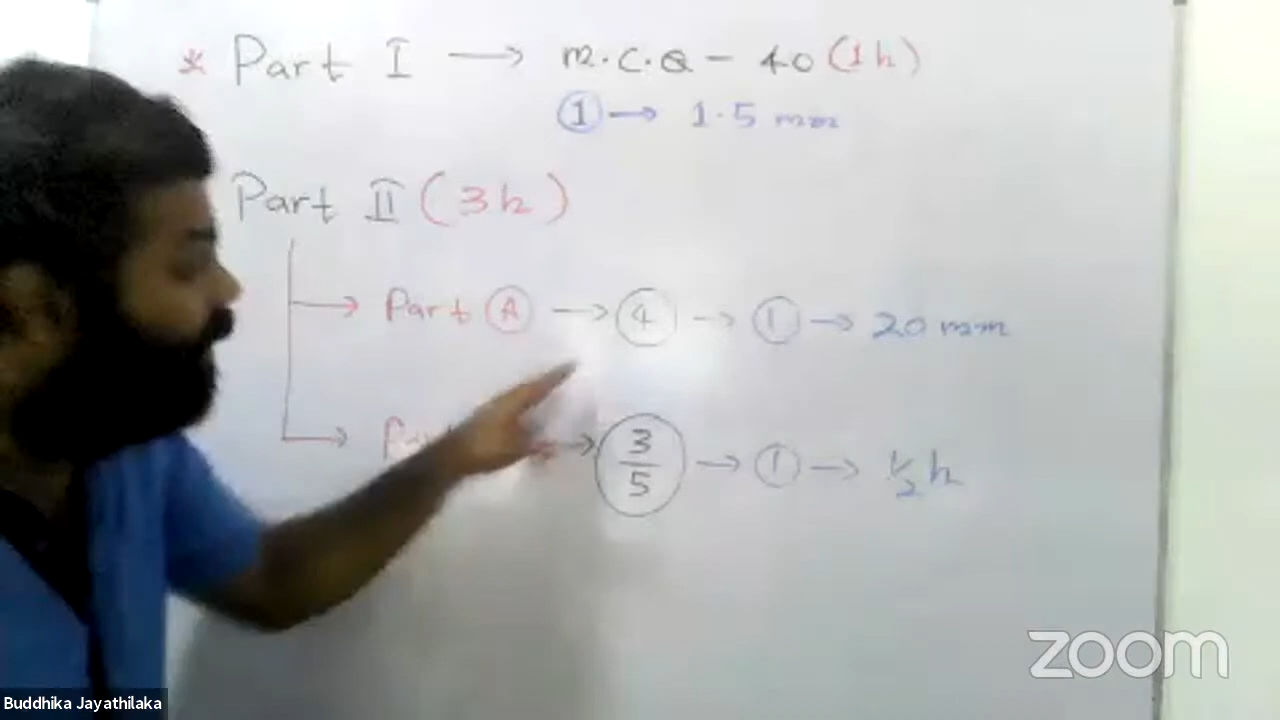 * Part I → M.C.Q - 40 (1h)
① → 1.5 mm
Part II (3h)
→ Part Ⓐ → ④ → ① → 20 mm
→ → 3/5 → ① → 1/2 h
zoom
Buddhika Jayathilaka